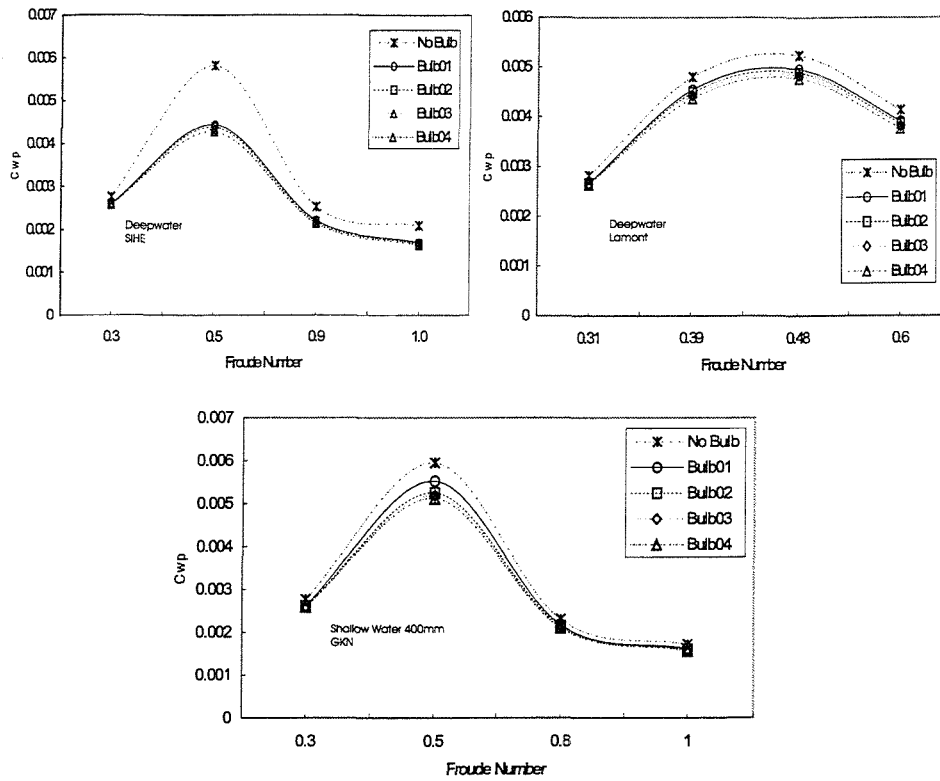 0.007
0.006
0.005
0.004
0.003
0.002
0.001
0
Cwp
No Bulb
Bulb01
Bulb02
Bulb03
Bulb04
Deepwater
SIHE
0.3 0.5 0.9 1.0
Froude Number
0.006
0.005
0.004
0.003
0.002
0.001
0
Cwp
No Bulb
Bulb01
Bulb02
Bulb03
Bulb04
Deepwater
Lamont
0.31 0.39 0.48 0.6
Froude Number
0.007
0.006
0.005
0.004
0.003
0.002
0.001
0
Cwp
No Bulb
Bulb01
Bulb02
Bulb03
Bulb04
Shallow Water 400mm
GKN
0.3 0.5 0.8 1
Froude Number